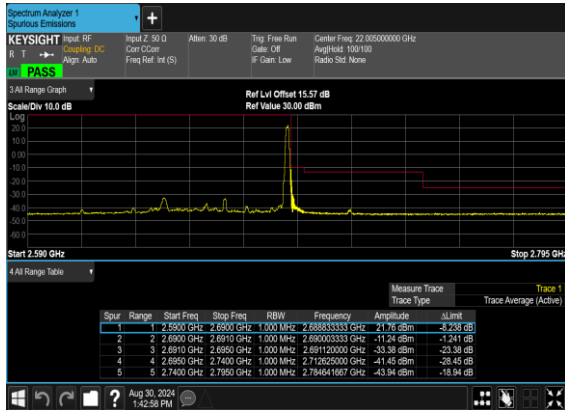 Spectrum Analyzer 1
Spurious Emissions
KEYSIGHT Input: RF Input Z: 50 Ω Atten: 30 dB Trig: Free Run Center Freq: 22.005000000 GHz
R T Coupling: DC Corr CCorr Gate: Off Avg|Hold: 100/100
Align: Auto Freq Ref: Int (S) IF Gain: Low Radio Std: None
PASS
3 All Range Graph
Ref Lvl Offset 15.57 dB
Scale/Div 10.0 dB Ref Value 30.00 dBm
Log
20.0
10.0
0.00
-10.0
-20.0
-30.0
-40.0
-50.0
-60.0
Start 2.590 GHz Stop 2.795 GHz
4 All Range Table
Measure Trace Trace 1
Trace Type Trace Average (Active)
Spur Range Start Freq Stop Freq RBW Frequency Amplitude ΔLimit
1 1 2.5900 GHz 2.6900 GHz 1.000 MHz 2.688833333 GHz 21.76 dBm -8.238 dB
2 2 2.6900 GHz 2.6910 GHz 1.000 MHz 2.690003333 GHz -11.24 dBm -1.241 dB
3 3 2.6910 GHz 2.6950 GHz 1.000 MHz 2.691120000 GHz -33.38 dBm -23.38 dB
4 4 2.6950 GHz 2.7400 GHz 1.000 MHz 2.712625000 GHz -41.45 dBm -28.45 dB
5 5 2.7400 GHz 2.7950 GHz 1.000 MHz 2.784641667 GHz -43.94 dBm -18.94 dB
Aug 30, 2024
1:42:58 PM